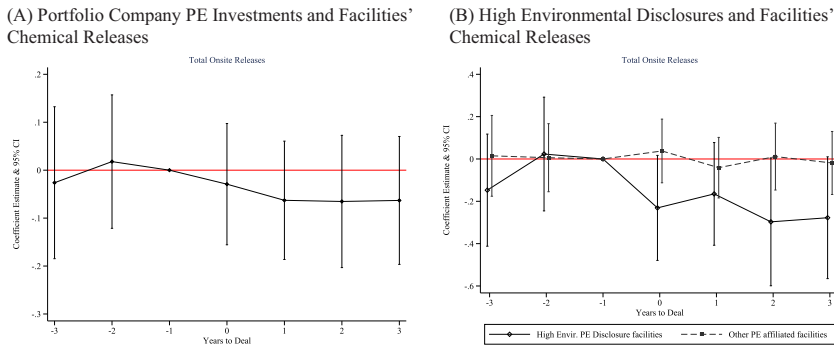 (A) Portfolio Company PE Investments and Facilities'
Chemical Releases
Total Onsite Releases
Coefficient Estimate & 95% CI
.2
.1
0
-.1
-.2
-.3
-3
-2
-1
0
1
2
3
Years to Deal
(B) High Environmental Disclosures and Facilities'
Chemical Releases
Total Onsite Releases
Coefficient Estimate & 95% CI
.4
.2
0
-.2
-.4
-.6
-3
-2
-1
0
1
2
3
Years to Deal
High Envir. PE Disclosure facilities
Other PE affiliated facilities